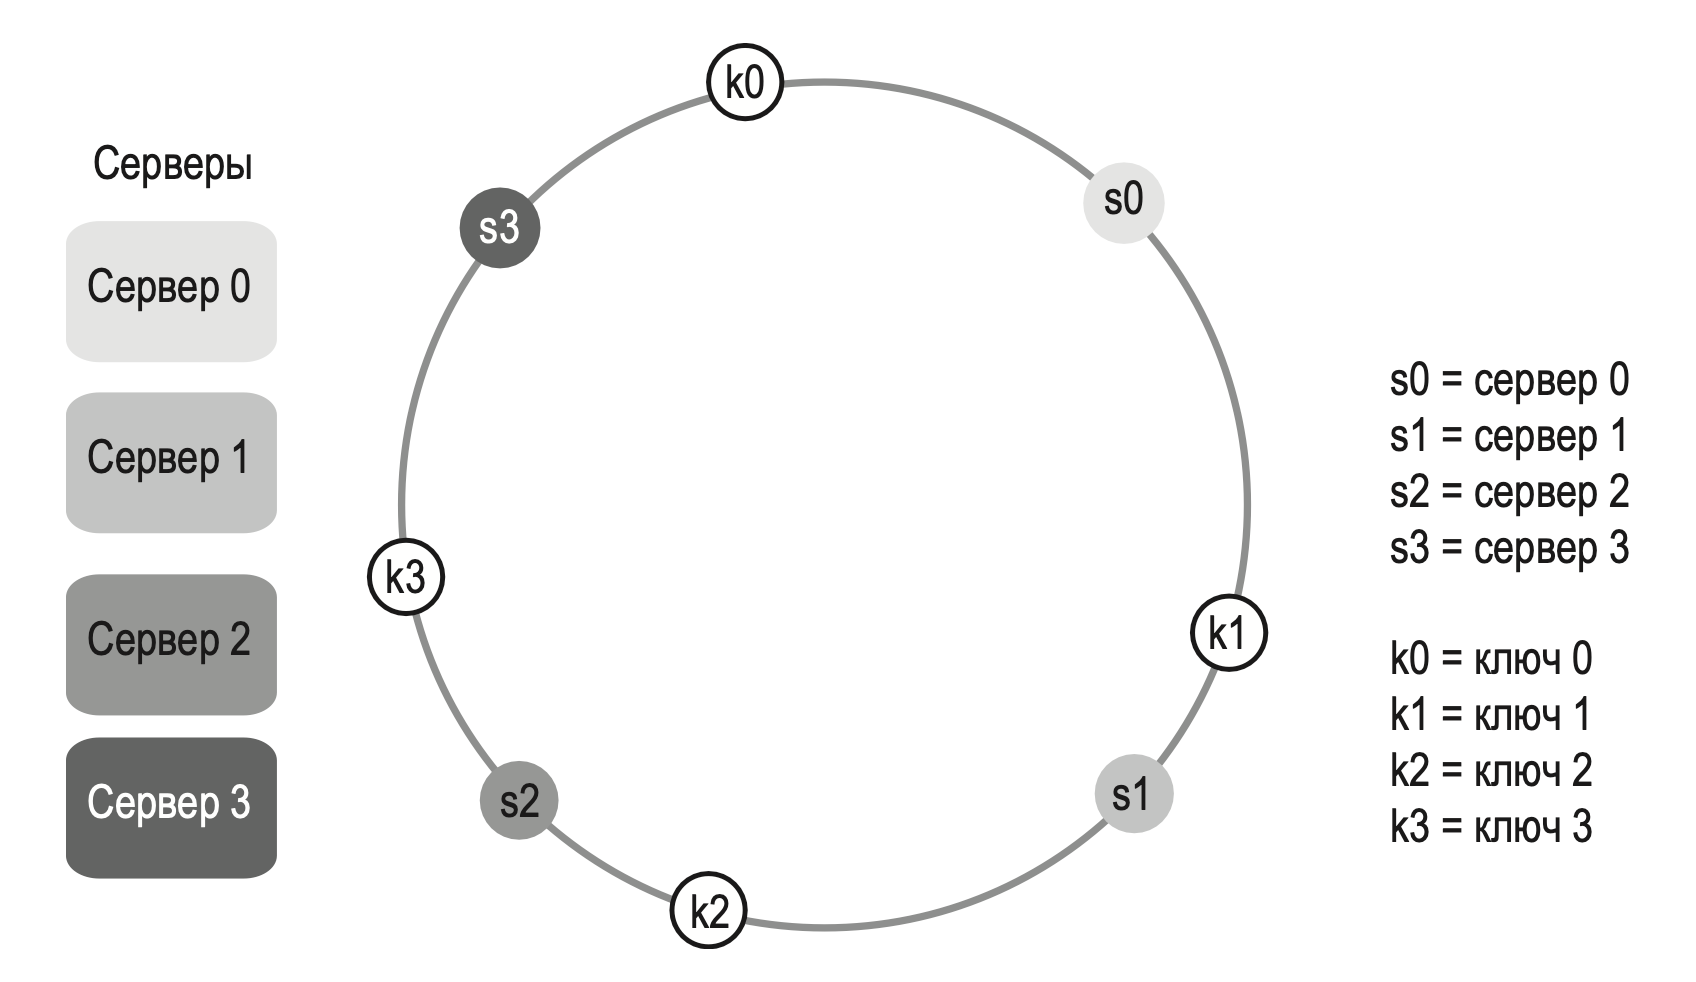 Серверы
Сервер 0
Сервер 1
Сервер 2
Сервер 3
k0
s0
s3
k3
k1
s2
s1
k2
s0 = сервер 0
s1 = сервер 1
s2 = сервер 2
s3 = сервер 3
k0 = ключ 0
k1 = ключ 1
k2 = ключ 2
k3 = ключ 3